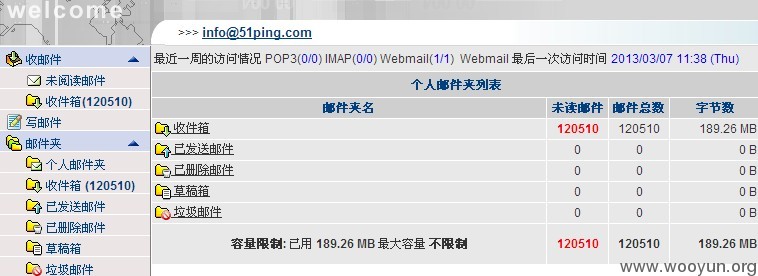 welcome
>>> info@51ping.com
最近一周的访问情况 POP3(0/0) IMAP(0/0) Webmail(1/1) Webmail 最后一次访问时间 2013/03/07 11:38 (Thu)
收邮件
未阅读邮件
收件箱(120510)
写邮件
邮件夹
个人邮件夹
收件箱 (120510)
已发送邮件
已删除邮件
草稿箱
垃圾邮件
个人邮件夹列表
邮件夹名 未读邮件 邮件总数 字节数
收件箱 120510 120510 189.26 MB
已发送邮件 0 0 0 B
已删除邮件 0 0 0 B
草稿箱 0 0 0 B
垃圾邮件 0 0 0 B
容量限制: 已用 189.26 MB 最大容量 不限制 120510 120510 189.26 MB
www.wooyun.org